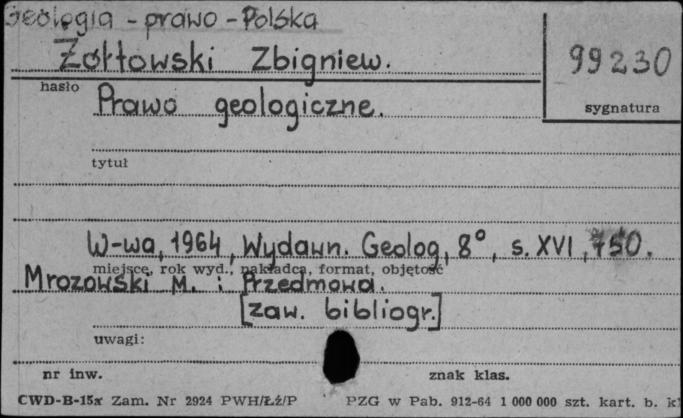 Geologia - prawo - Polska
Żółtowski Zbigniew.
99230
hasło
sygnatura
Prawo geologiczne.
tytuł
W-wa, 1964, Wydawn. Geolog, 8°, s. XVI, 750.
miejsce, rok wyd., nakładca, format, objętość
Mrozowski M. : Przedmowa.
[zaw. bibliogr.]
uwagi:
nr inw.
znak klas.
CWD-B-15x Zam. Nr 2924 PWH/Łź/P
PZG w Pab. 912-64 1 000 000 szt. kart. b. k